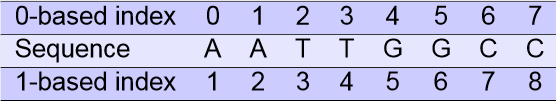 0-based index 0 1 2 3 4 5 6 7
Sequence A A T T G G C C
1-based index 1 2 3 4 5 6 7 8